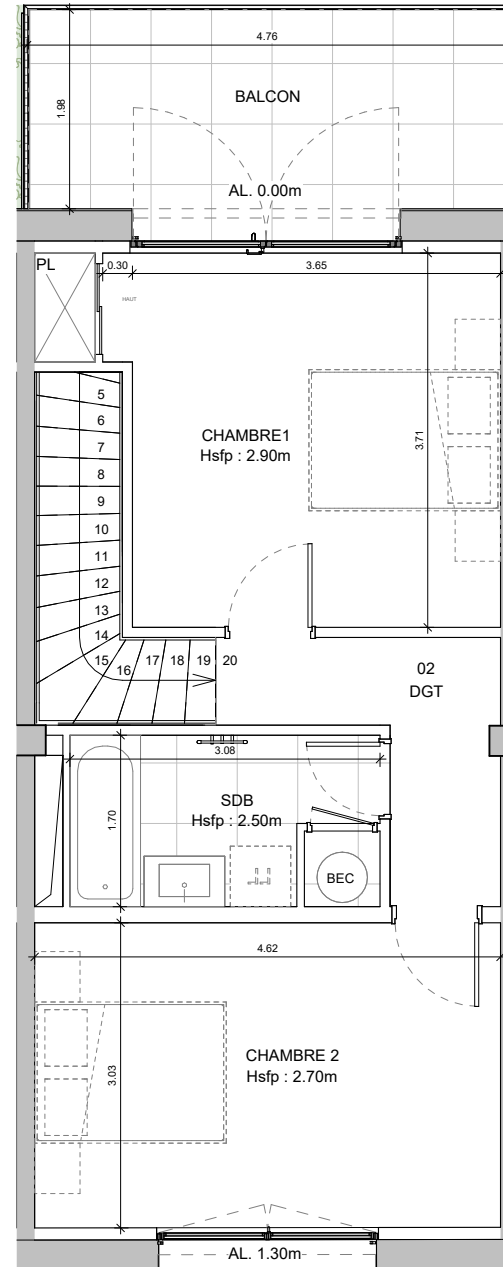 4.76
1.98
BALCON
AL. 0.00m
PL
0.30
3.65
HAUT
5
6
7
8
9
10
11
12
13
14
15
16
17
18
19
20
CHAMBRE1
Hsfp : 2.90m
3.71
02
DGT
3.08
SDB
Hsfp : 2.50m
1.70
BEC
4.62
CHAMBRE 2
Hsfp : 2.70m
3.03
AL. 1.30m